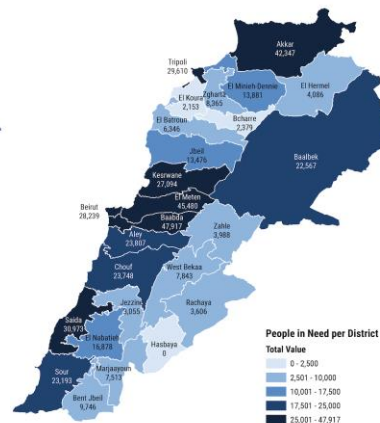 Akkar
42,347
Tripoli
29,610
El Minieh-Dennie
13,881
El Hermel
4,086
Zgharta
8,365
El Koura
2,153
Bcharre
2,379
El Batroun
6,346
Jbeil
13,476
Baalbek
22,567
Kesrwane
27,094
El Meten
45,480
Beirut
28,239
Baabda
47,917
Aley
23,807
Zahle
3,988
Chouf
23,748
West Bekaa
7,843
Jezzine
3,055
Rachaya
3,606
Saida
30,973
El Nabatieh
16,878
Hasbaya
0
Marjaayoun
7,513
Sour
23,193
Bent Jbeil
9,746
People in Need per District
Total Value
0 - 2,500
2,501 - 10,000
10,001 - 17,500
17,501 - 25,000
25,001 - 47,917